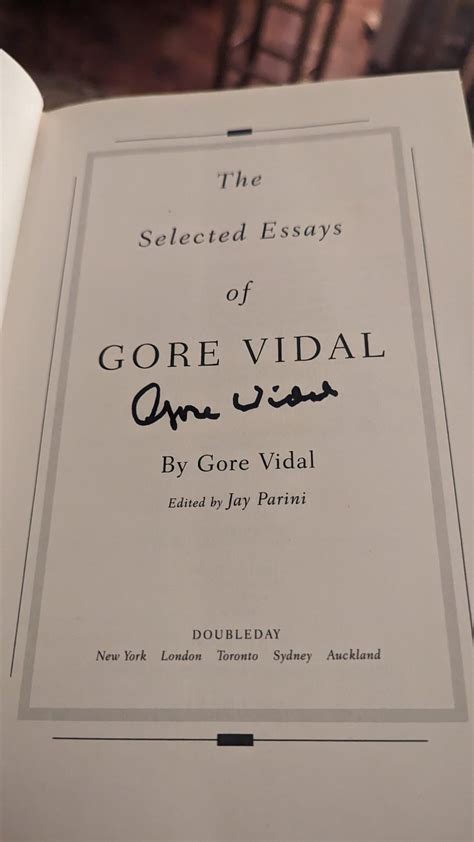 The
Selected Essays
of
GORE VIDAL
Gore Vidal
By Gore Vidal
Edited by Jay Parini
DOUBLEDAY
New York London Toronto Sydney Auckland